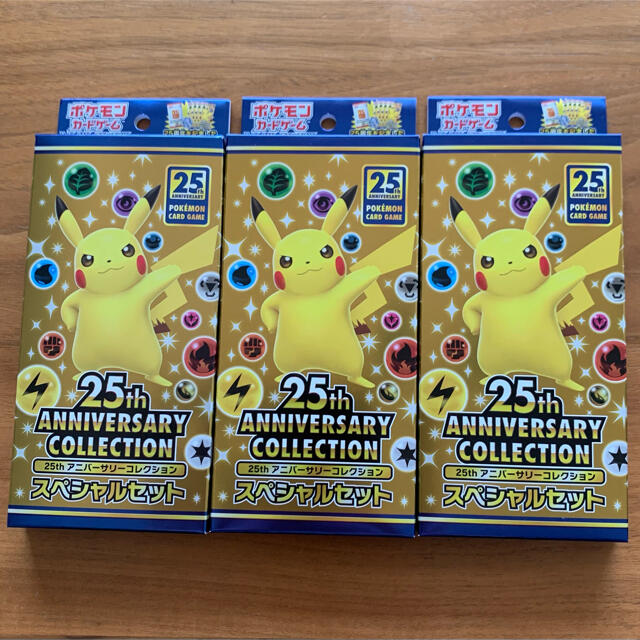 ポケモン
カードゲーム
25th
ANNIVERSARY
POKÉMON
CARD GAME
25th
ANNIVERSARY
COLLECTION
25th アニバーサリーコレクション
スペシャルセット
ポケモン
カードゲーム
25th
ANNIVERSARY
POKÉMON
CARD GAME
25th
ANNIVERSARY
COLLECTION
25th アニバーサリーコレクション
スペシャルセット
ポケモン
カードゲーム
25th
ANNIVERSARY
POKÉMON
CARD GAME
25th
ANNIVERSARY
COLLECTION
25th アニバーサリーコレクション
スペシャルセット